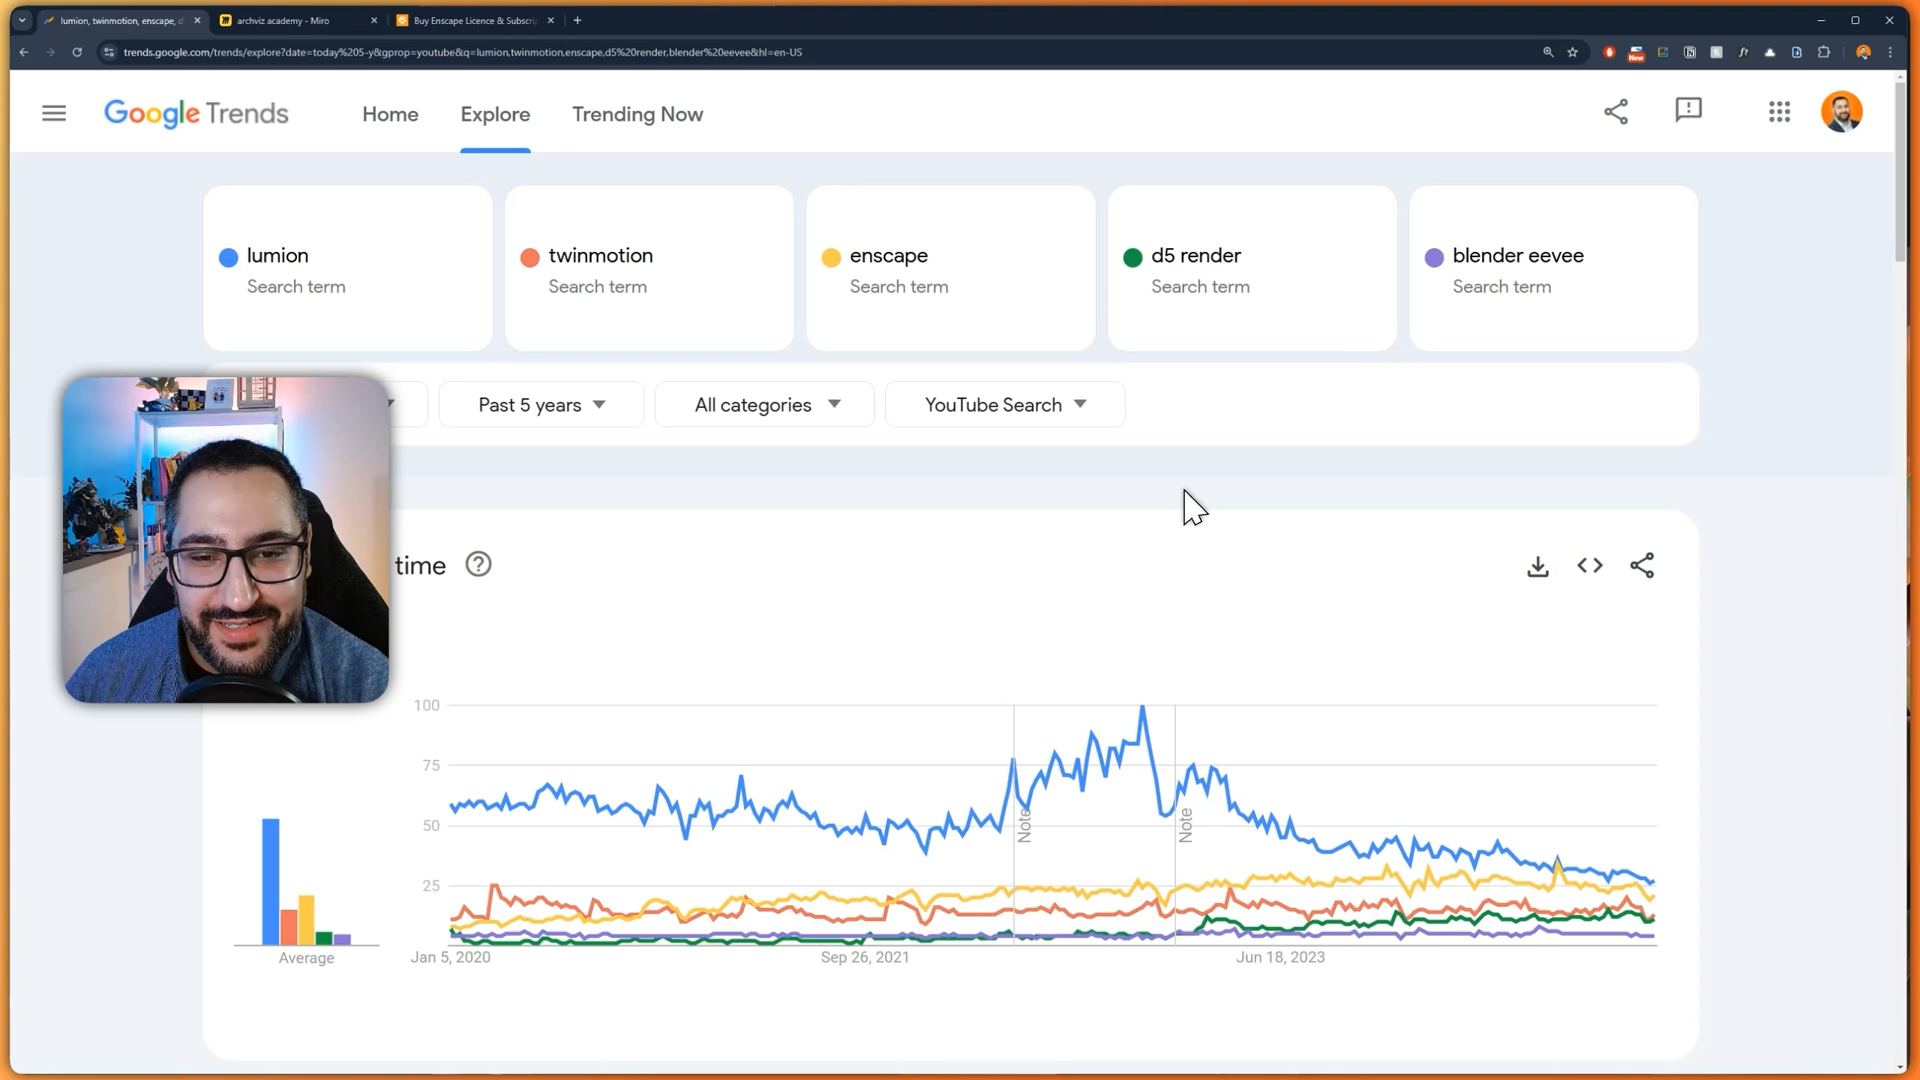 lumion, twinmotion, enscape, d
archviz academy - Miro
Buy Enscape Licence & Subscri
trends.google.com/trends/explore?date=today%205-y&gprop=youtube&q=lumion,twinmotion,enscape,d5%20render,blender%20eevee&hl=en-US
New
Google Trends
Home
Explore
Trending Now
lumion
Search term
twinmotion
Search term
enscape
Search term
d5 render
Search term
blender eevee
Search term
Past 5 years
All categories
YouTube Search
time
100
75
50
25
Note
Note
Average
Jan 5, 2020
Sep 26, 2021
Jun 18, 2023